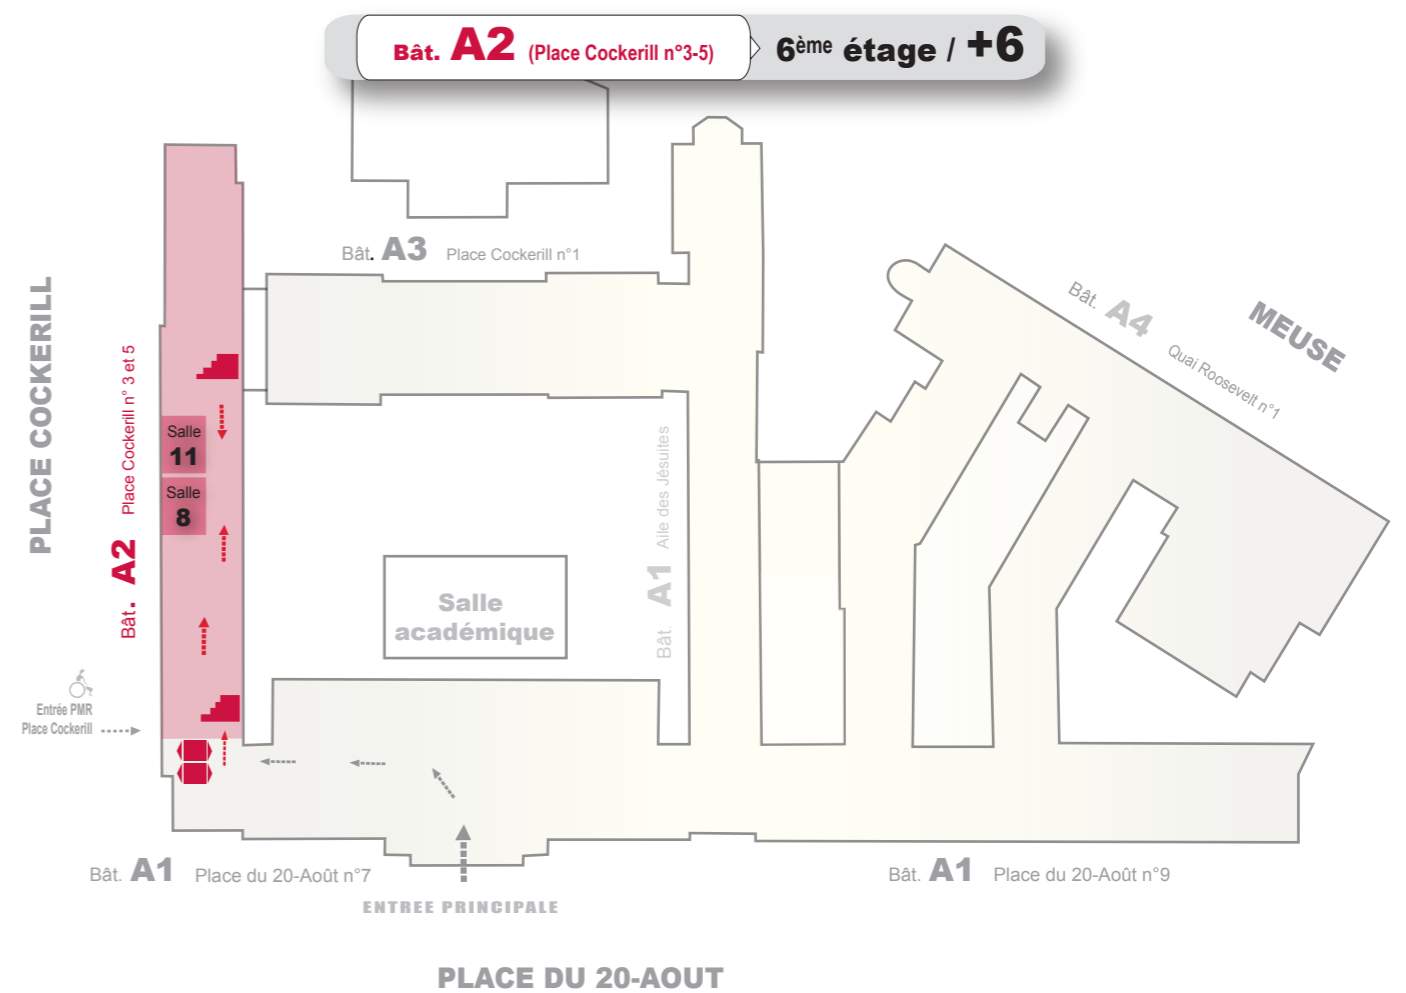 Bât. A2 (Place Cockerill n°3-5) 6ème étage / +6
Bât. A3 Place Cockerill n°1
Bât. A4 Quai Roosevelt n°1
MEUSE
PLACE COCKERILL
Bât. A2 Place Cockerill n° 3 et 5
Salle
11
Salle
8
Bât. A1 Aile des Jésuites
Salle
académique
Entrée PMR
Place Cockerill
Bât. A1 Place du 20-Août n°7
Bât. A1 Place du 20-Août n°9
ENTREE PRINCIPALE
PLACE DU 20-AOUT